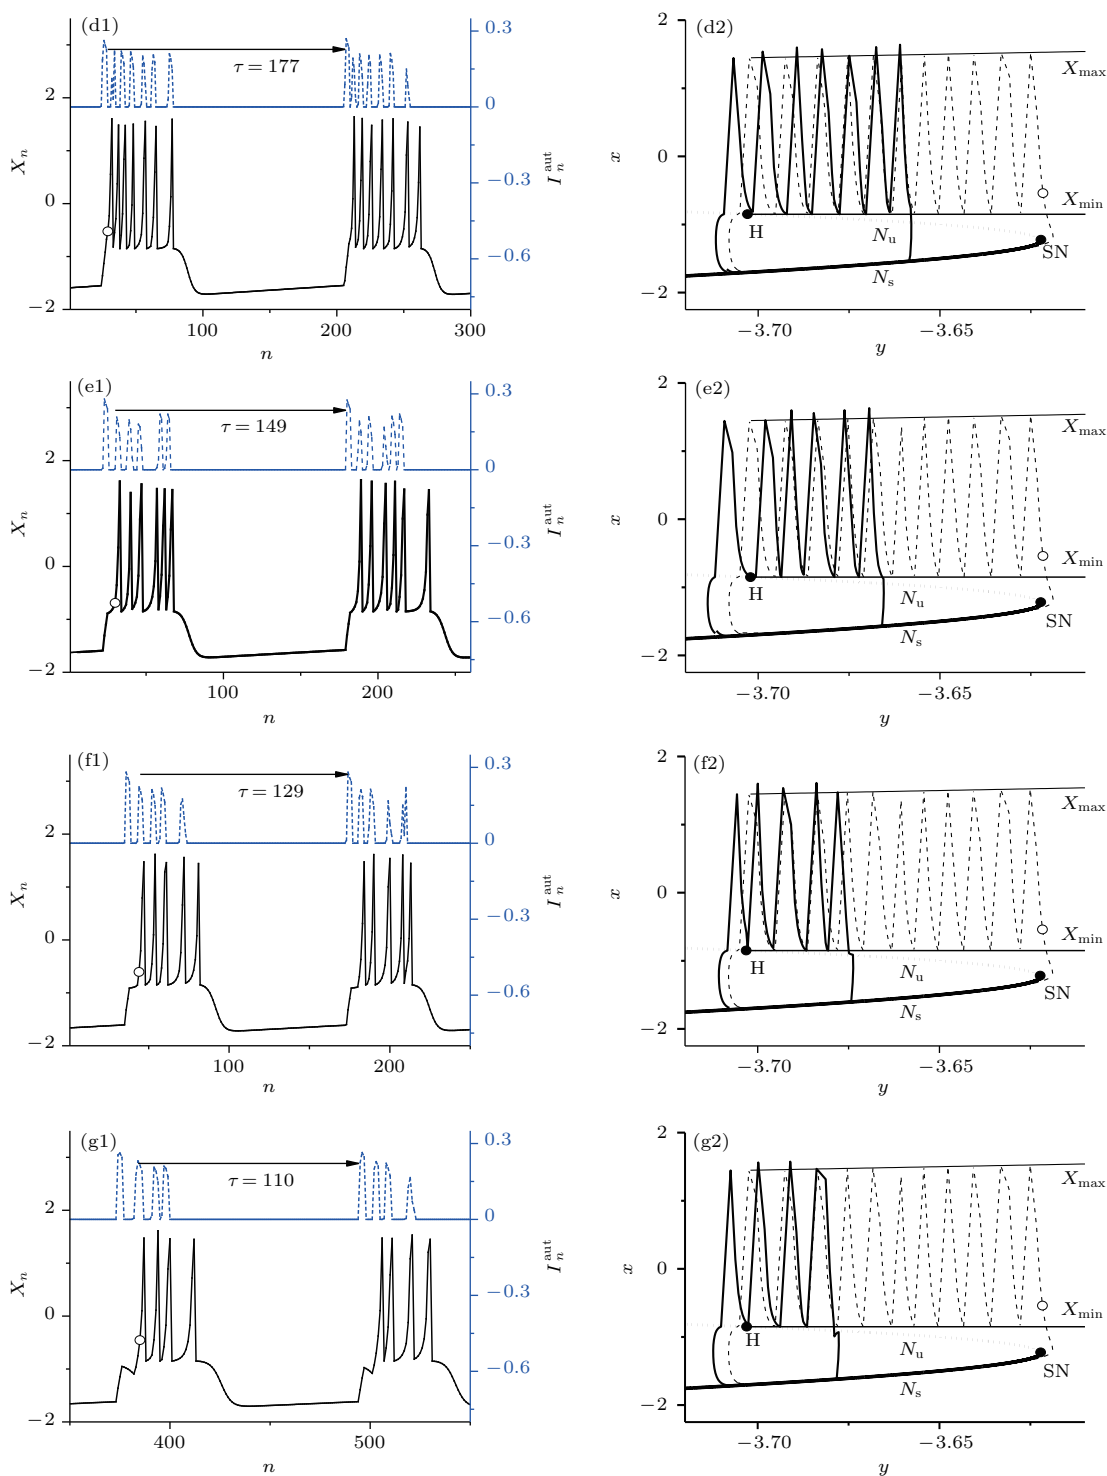 (d1)
0.3
τ = 177
2
0
X_n
−0.3
I_n^aut
0
−0.6
−2
100
200
300
n
(d2)
2
X_max
x
0
X_min
H
N_u
SN
N_s
−2
−3.70
−3.65
y
(e1)
0.3
τ = 149
2
0
X_n
−0.3
I_n^aut
0
−0.6
−2
100
200
n
(e2)
2
X_max
x
0
X_min
H
N_u
SN
N_s
−2
−3.70
−3.65
y
(f1)
0.3
τ = 129
2
0
X_n
−0.3
I_n^aut
0
−0.6
−2
100
200
n
(f2)
2
X_max
x
0
X_min
H
N_u
SN
N_s
−2
−3.70
−3.65
y
(g1)
0.3
τ = 110
2
0
X_n
−0.3
I_n^aut
0
−0.6
−2
400
500
n
(g2)
2
X_max
x
0
X_min
H
N_u
SN
N_s
−2
−3.70
−3.65
y